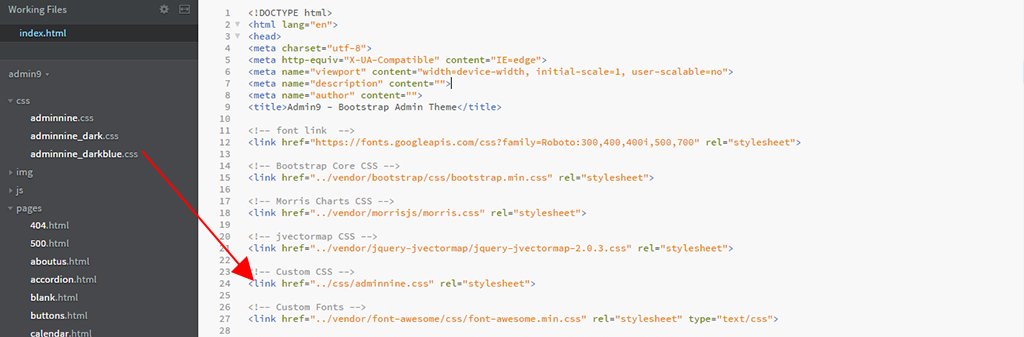 Working Files
index.html
admin9
css
adminnine.css
adminnine_dark.css
adminnine_darkblue.css
img
js
pages
404.html
500.html
aboutus.html
accordion.html
blank.html
buttons.html
calendar.html
1 <!DOCTYPE html>
2 <html lang="en">
3 <head>
4 <meta charset="utf-8">
5 <meta http-equiv="X-UA-Compatible" content="IE=edge">
6 <meta name="viewport" content="width=device-width, initial-scale=1, user-scalable=no">
7 <meta name="description" content="">
8 <meta name="author" content="">
9 <title>Admin9 - Bootstrap Admin Theme</title>
10
11 <!-- font link  -->
12 <link href="https://fonts.googleapis.com/css?family=Roboto:300,400,400i,500,700" rel="stylesheet">
13
14 <!-- Bootstrap Core CSS -->
15 <link href="../vendor/bootstrap/css/bootstrap.min.css" rel="stylesheet">
16
17 <!-- Morris Charts CSS -->
18 <link href="../vendor/morrisjs/morris.css" rel="stylesheet">
19
20 <!-- jvectormap CSS -->
21 <link href="../vendor/jquery-jvectormap/jquery-jvectormap-2.0.3.css" rel="stylesheet">
22
23 <!-- Custom CSS -->
24 <link href="../css/adminnine.css" rel="stylesheet">
25
26 <!-- Custom Fonts -->
27 <link href="../vendor/font-awesome/css/font-awesome.min.css" rel="stylesheet" type="text/css">
28